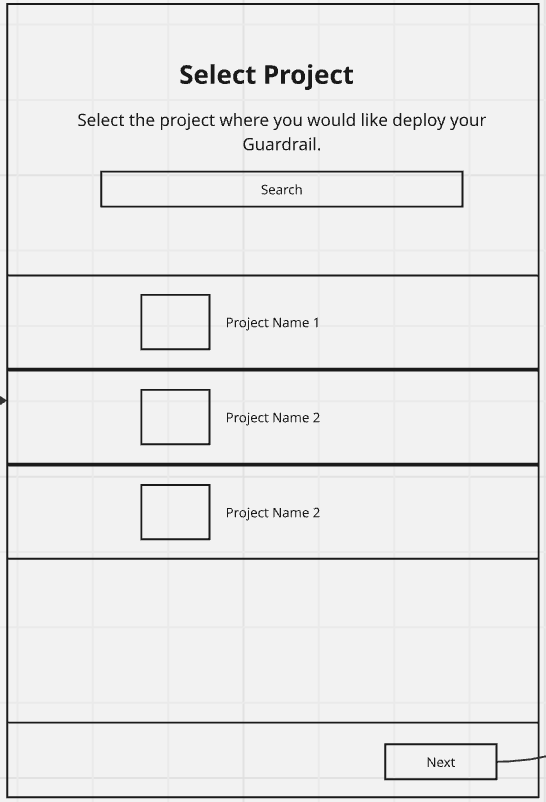 Select Project
Select the project where you would like deploy your
Guardrail.
Search
Project Name 1
Project Name 2
Project Name 2
Next